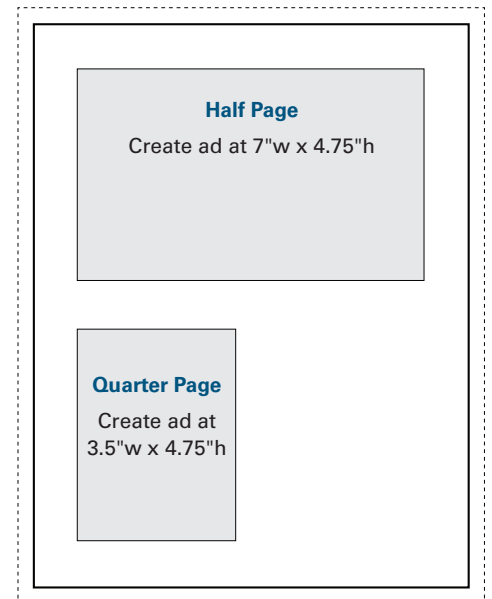 Half Page
Create ad at 7"w x 4.75"h
Quarter Page
Create ad at
3.5"w x 4.75"h